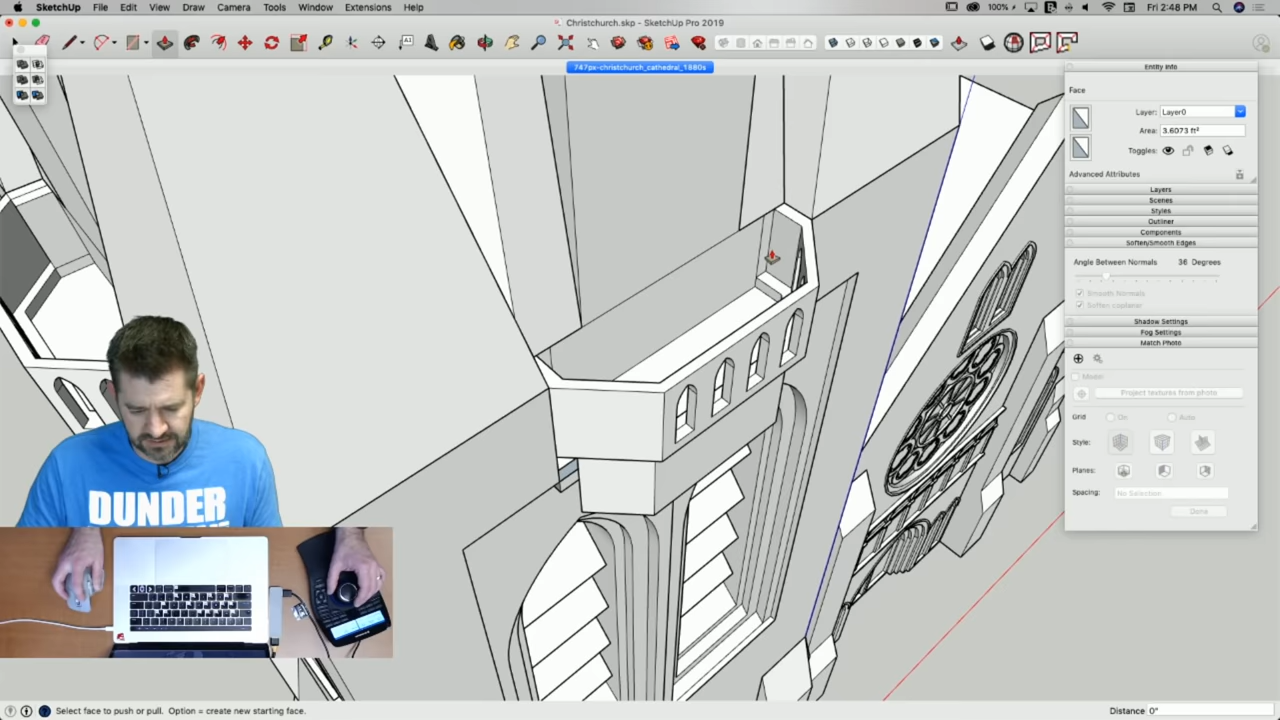 SketchUp File Edit View Draw Camera Tools Window Extensions Help
100% Fri 2:48 PM
Christchurch.skp - SketchUp Pro 2019
747px-christchurch_cathedral_1880s
Entity Info
Face
Layer: Layer0
Area: 3.6073 ft²
Toggles:
Advanced Attributes
Layers
Scenes
Styles
Outliner
Components
Soften/Smooth Edges
Angle Between Normals 36 Degrees
Smooth Normals
Soften coplanar
Shadow Settings
Fog Settings
Match Photo
Model
Project textures from photo
Grid On Auto
Style:
Planes:
Spacing: No Selection
Done
DUNDER
Select face to push or pull. Option = create new starting face.
Distance 0"